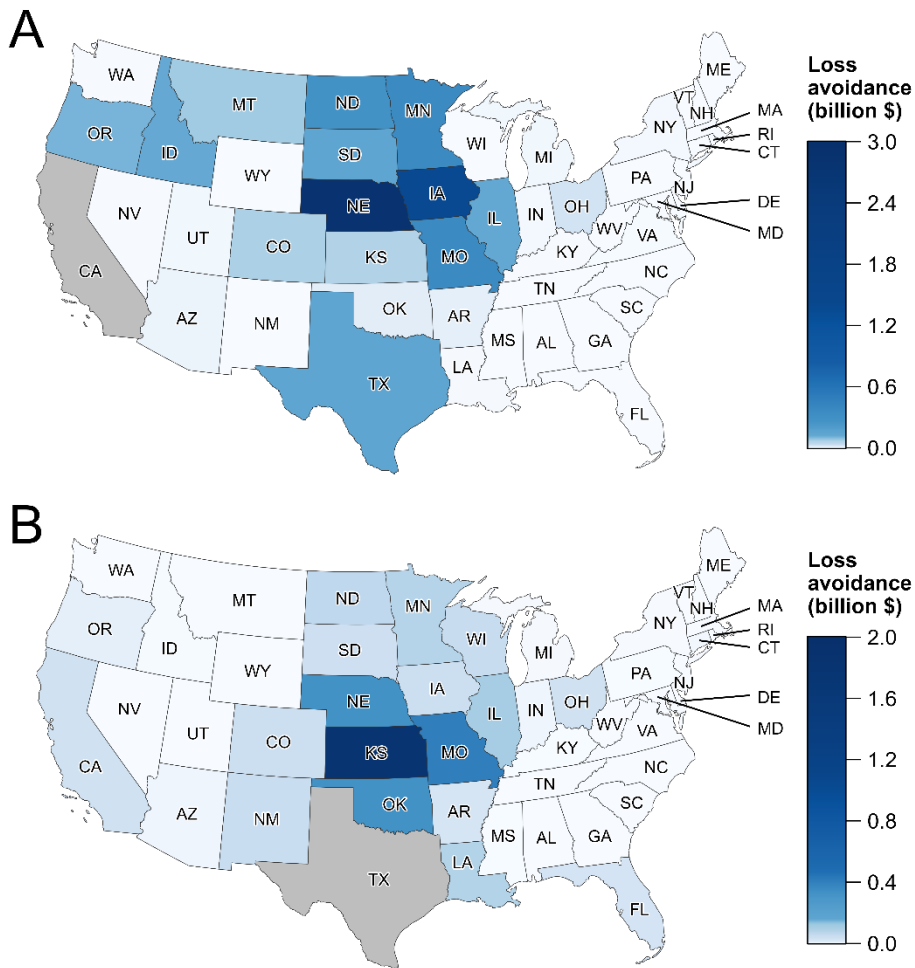 A
Loss
avoidance
(billion $)
3.0
2.4
1.8
1.2
0.6
0.0
WA
OR
CA
NV
ID
MT
WY
UT
AZ
CO
NM
ND
SD
NE
KS
OK
TX
MN
IA
MO
AR
LA
WI
IL
MI
IN
OH
KY
TN
MS
AL
GA
FL
SC
NC
VA
WV
PA
NY
VT
NH
ME
MA
RI
CT
NJ
DE
MD
B
Loss
avoidance
(billion $)
2.0
1.6
1.2
0.8
0.4
0.0
WA
OR
CA
NV
ID
MT
WY
UT
AZ
CO
NM
ND
SD
NE
KS
OK
TX
MN
IA
MO
AR
LA
WI
IL
MI
IN
OH
KY
TN
MS
AL
GA
FL
SC
NC
VA
WV
PA
NY
VT
NH
ME
MA
RI
CT
NJ
DE
MD